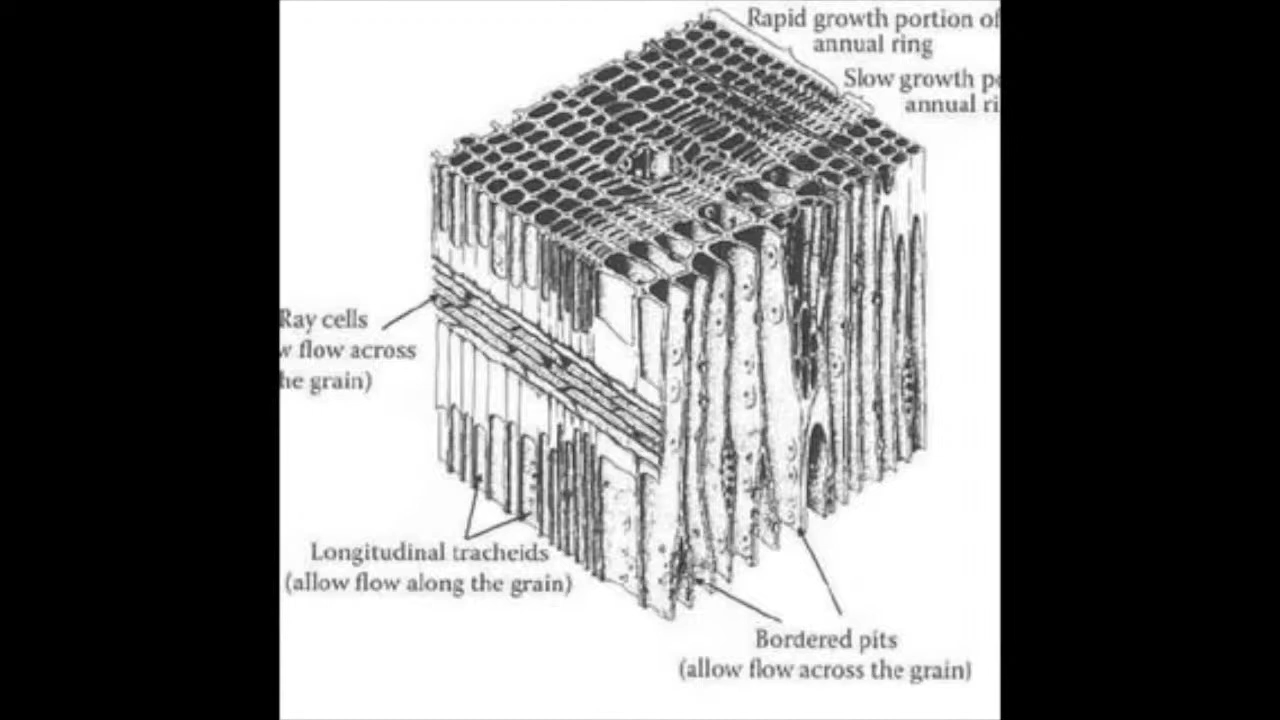 Rapid growth portion of
annual ring
Slow growth
annual
Ray cells
flow across
grain)
Longitudinal tracheids
(allow flow along the grain)
Bordered pits
(allow flow across the grain)